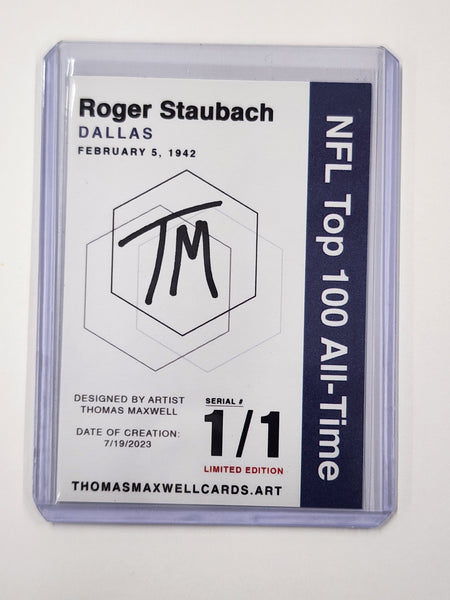 Roger Staubach
DALLAS
FEBRUARY 5, 1942
TM
DESIGNED BY ARTIST
THOMAS MAXWELL
DATE OF CREATION:
7/19/2023
SERIAL #
1/1
LIMITED EDITION
THOMASMAXWELLCARDS.ART
NFL Top 100 All-Time